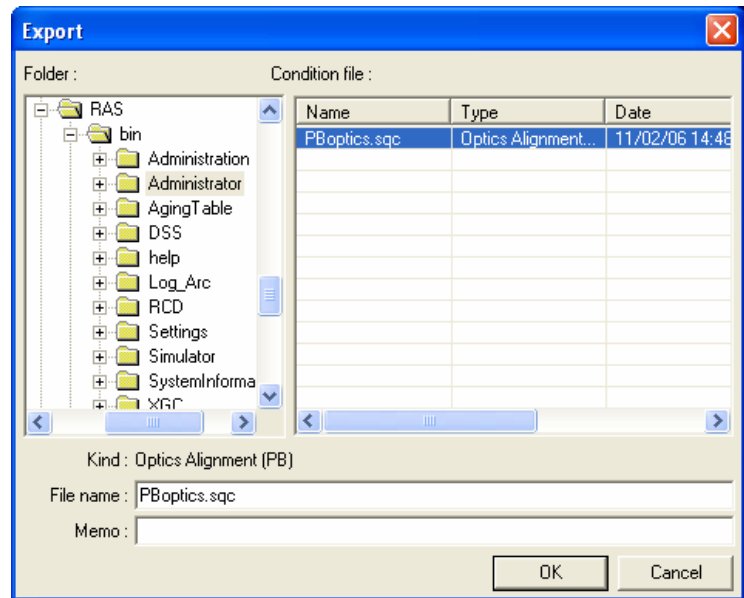 Export
Folder :
Condition file :
RAS
bin
Administration
Administrator
AgingTable
DSS
help
Log_Arc
RCD
Settings
Simulator
SystemInforma
XGC
Name Type Date
PBoptics.sqc Optics Alignment... 11/02/06 14:48
Kind : Optics Alignment (PB)
File name : PBoptics.sqc
Memo :
OK Cancel